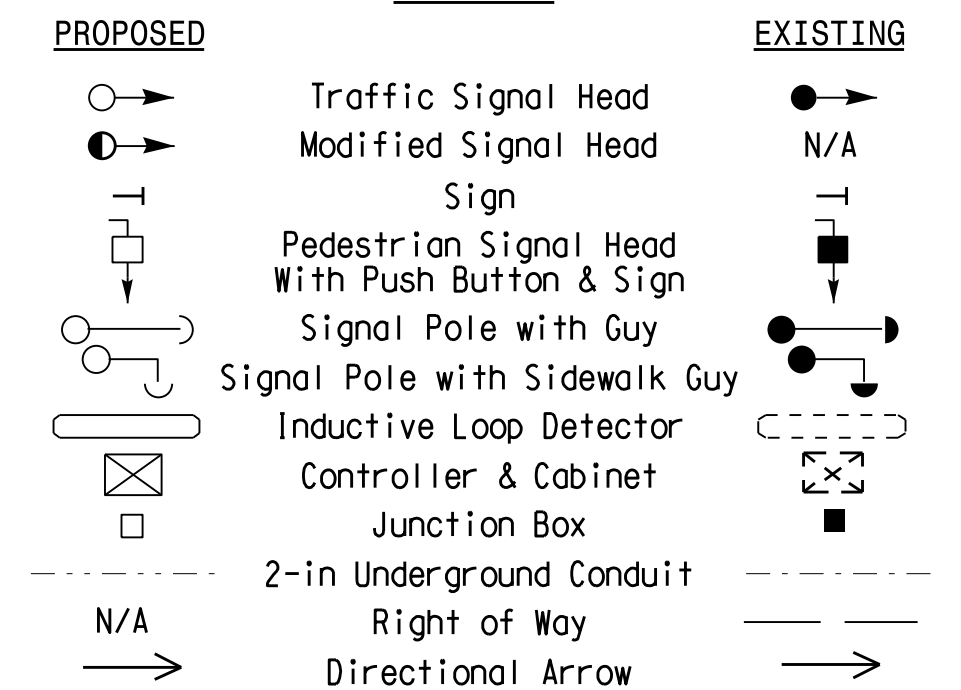 PROPOSED EXISTING
Traffic Signal Head
Modified Signal Head N/A
Sign
Pedestrian Signal Head
With Push Button & Sign
Signal Pole with Guy
Signal Pole with Sidewalk Guy
Inductive Loop Detector
Controller & Cabinet
Junction Box
2-in Underground Conduit
N/A Right of Way
Directional Arrow